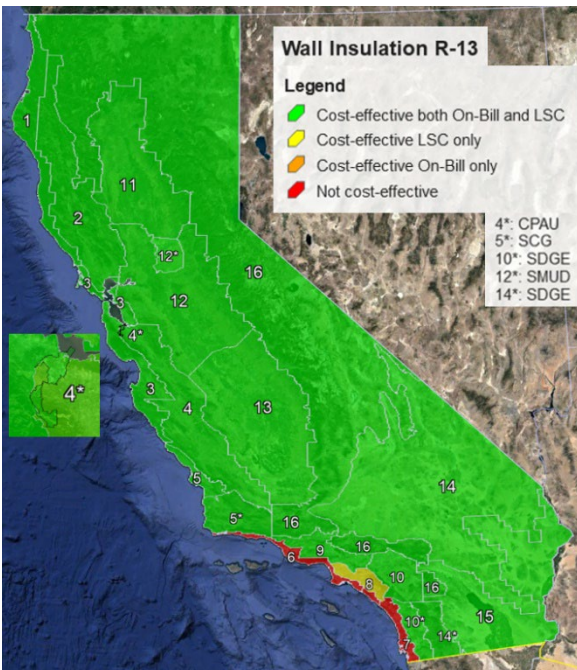 Wall Insulation R-13
Legend
Cost-effective both On-Bill and LSC
Cost-effective LSC only
Cost-effective On-Bill only
Not cost-effective
4*: CPAU
5*: SCG
10*: SDGE
12*: SMUD
14*: SDGE
1
11
2
12*
16
3
3
12
4*
4*
3
4
13
5
14
5*
16
6
9
16
8
10
16
15
10*
7
14*